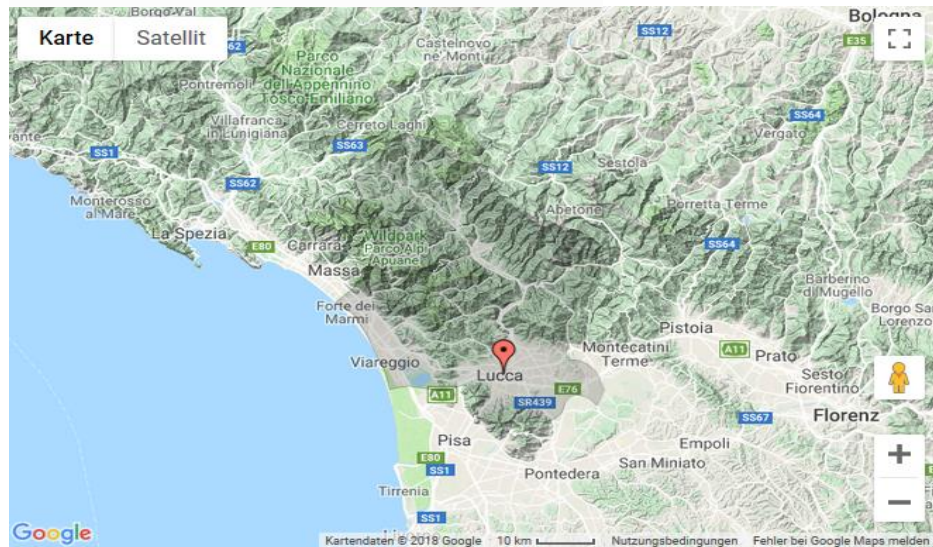 Karte
Satellit
Borgo Val
Bologna
SS12
62
E35
Castelnovo
ne' Monti
Parco
Nazionale
dell'Appennino
Tosco-Emiliano
Pontremoli
SS64
Villafranca
in Lunigiana
Cerreto Laghi
Vergato
ante
SS1
SS63
SS62
SS12
Sestola
Monterosso
al Mare
Abetone
Porretta Terme
La Spezia
E80
Carrara
Wildpark
Parco Alpi
Apuane
SS64
Massa
Barberino
di Mugello
Forte dei
Marmi
Borgo Sa
Lorenzo
Pistoia
A11
Prato
Montecatini
Terme
Viareggio
Lucca
Sesto
Fiorentino
A11
E76
SR439
SS67
Florenz
Pisa
Empoli
E80
SS1
San Miniato
Pontedera
Tirrenia
SS1
Google
Kartendaten © 2018 Google
10 km
Nutzungsbedingungen
Fehler bei Google Maps melden